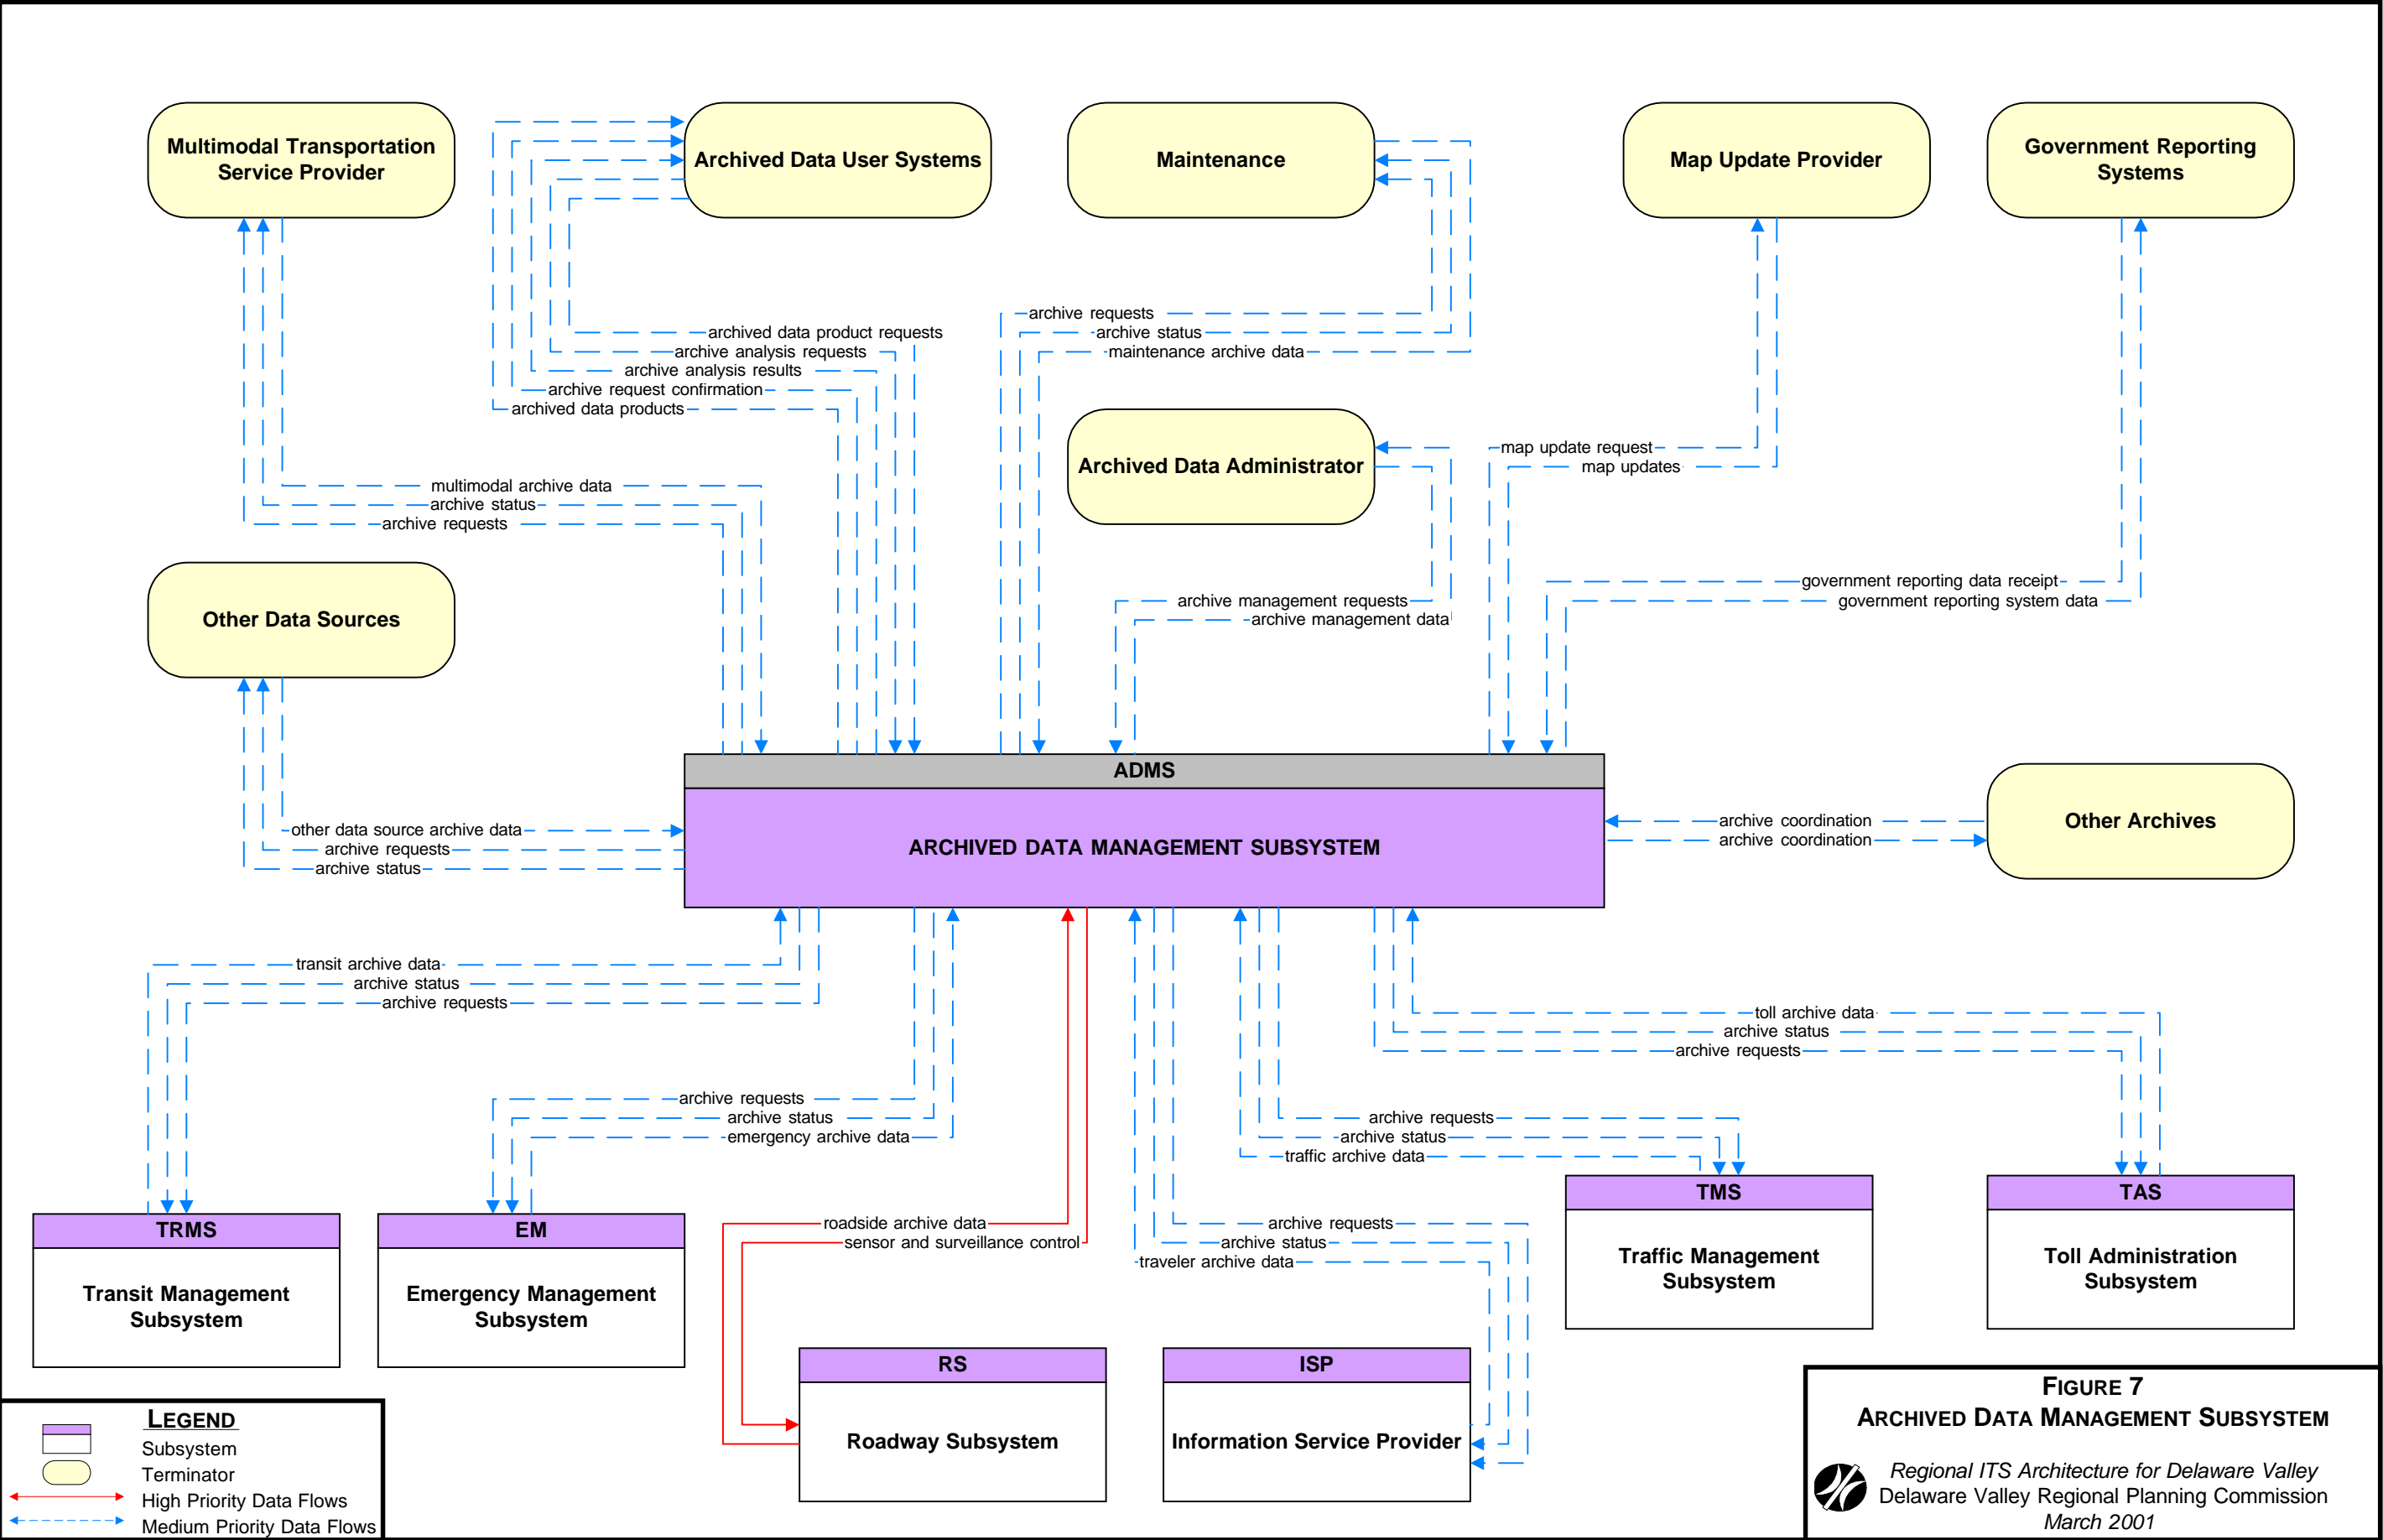 Multimodal Transportation
Service Provider
Archived Data User Systems
Maintenance
Map Update Provider
Government Reporting
Systems
archived data product requests
archive analysis requests
archive analysis results
archive request confirmation
archived data products
archive requests
archive status
maintenance archive data
Archived Data Administrator
map update request
map updates
multimodal archive data
archive status
archive requests
Other Data Sources
archive management requests
archive management data
government reporting data receipt
government reporting system data
ADMS
ARCHIVED DATA MANAGEMENT SUBSYSTEM
other data source archive data
archive requests
archive status
archive coordination
archive coordination
Other Archives
transit archive data
archive status
archive requests
toll archive data
archive status
archive requests
archive requests
archive status
emergency archive data
archive requests
archive status
traffic archive data
roadside archive data
sensor and surveillance control
archive requests
archive status
traveler archive data
TRMS
Transit Management
Subsystem
EM
Emergency Management
Subsystem
TMS
Traffic Management
Subsystem
TAS
Toll Administration
Subsystem
RS
Roadway Subsystem
ISP
Information Service Provider
LEGEND
Subsystem
Terminator
High Priority Data Flows
Medium Priority Data Flows
FIGURE 7
ARCHIVED DATA MANAGEMENT SUBSYSTEM
Regional ITS Architecture for Delaware Valley
Delaware Valley Regional Planning Commission
March 2001